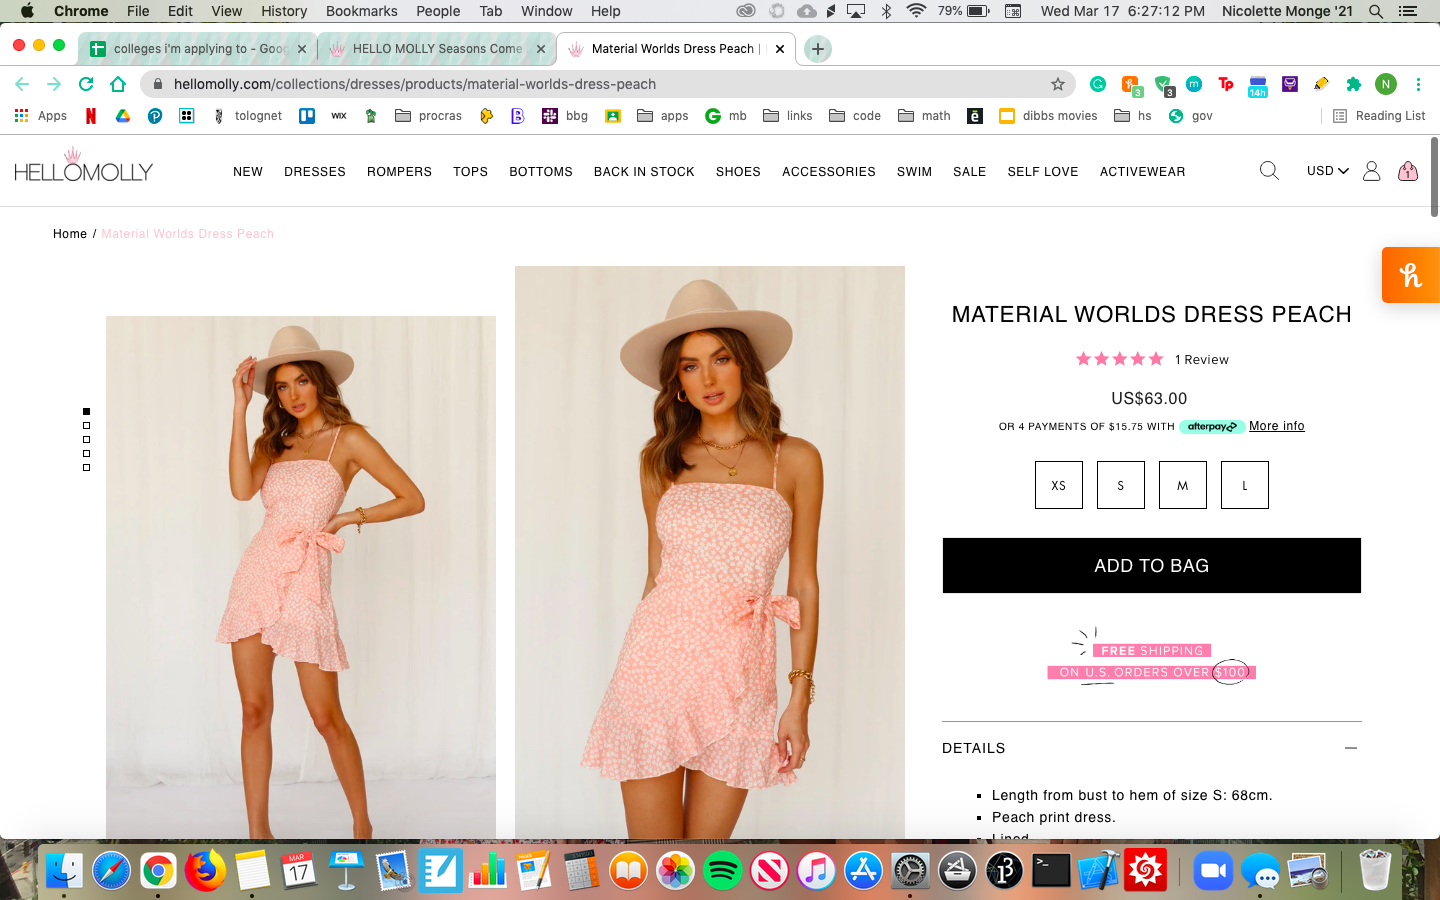 Chrome File Edit View History Bookmarks People Tab Window Help 79% Wed Mar 17 6:27:12 PM Nicolette Monge '21
colleges i'm applying to - Goog
HELLO MOLLY Seasons Come
Material Worlds Dress Peach |
hellomolly.com/collections/dresses/products/material-worlds-dress-peach
3 3 m Tp 14h N
Apps N tolognet WIX procras B bbg apps G mb links code math ē dibbs movies hs gov Reading List
HELLOMOLLY
NEW DRESSES ROMPERS TOPS BOTTOMS BACK IN STOCK SHOES ACCESSORIES SWIM SALE SELF LOVE ACTIVEWEAR USD 1
Home / Material Worlds Dress Peach
h
MATERIAL WORLDS DRESS PEACH
1 Review
US$63.00
OR 4 PAYMENTS OF $15.75 WITH afterpay More info
XS S M L
ADD TO BAG
FREE SHIPPING
ON U.S. ORDERS OVER $100
DETAILS
Length from bust to hem of size S: 68cm.
Peach print dress.
Lined
MAR
17